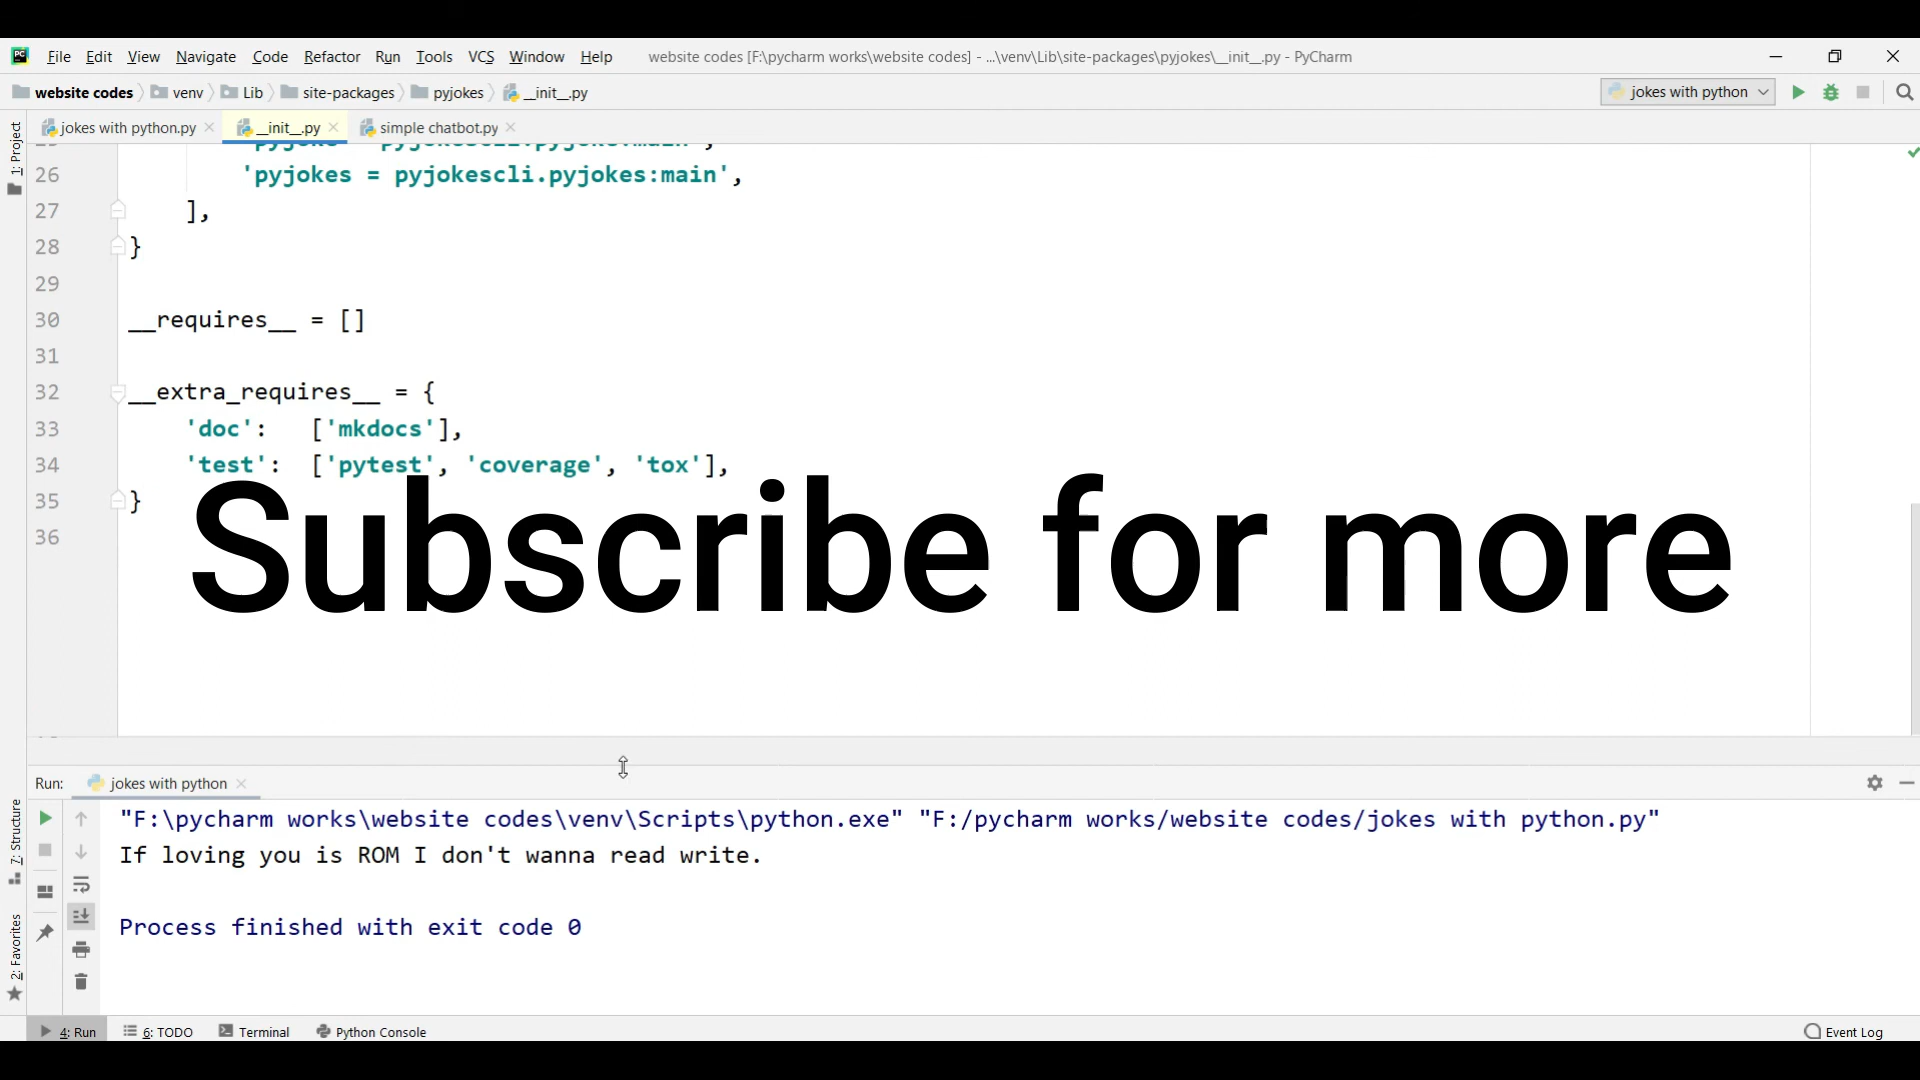 File Edit View Navigate Code Refactor Run Tools VCS Window Help website codes [F:\pycharm works\website codes] - ...\venv\Lib\site-packages\pyjokes\__init__.py - PyCharm
website codes venv Lib site-packages pyjokes __init__.py jokes with python
jokes with python.py __init__.py simple chatbot.py
1: Project
26 'pyjokes = pyjokescli.pyjokes:main',
27 ],
28 }
29
30 __requires__ = []
31
32 __extra_requires__ = {
33 'doc': ['mkdocs'],
34 'test': ['pytest', 'coverage', 'tox'],
35 }
36
Subscribe for more
Run: jokes with python
7: Structure
2: Favorites
"F:\pycharm works\website codes\venv\Scripts\python.exe" "F:/pycharm works/website codes/jokes with python.py"
If loving you is ROM I don't wanna read write.
Process finished with exit code 0
4: Run 6: TODO Terminal Python Console Event Log